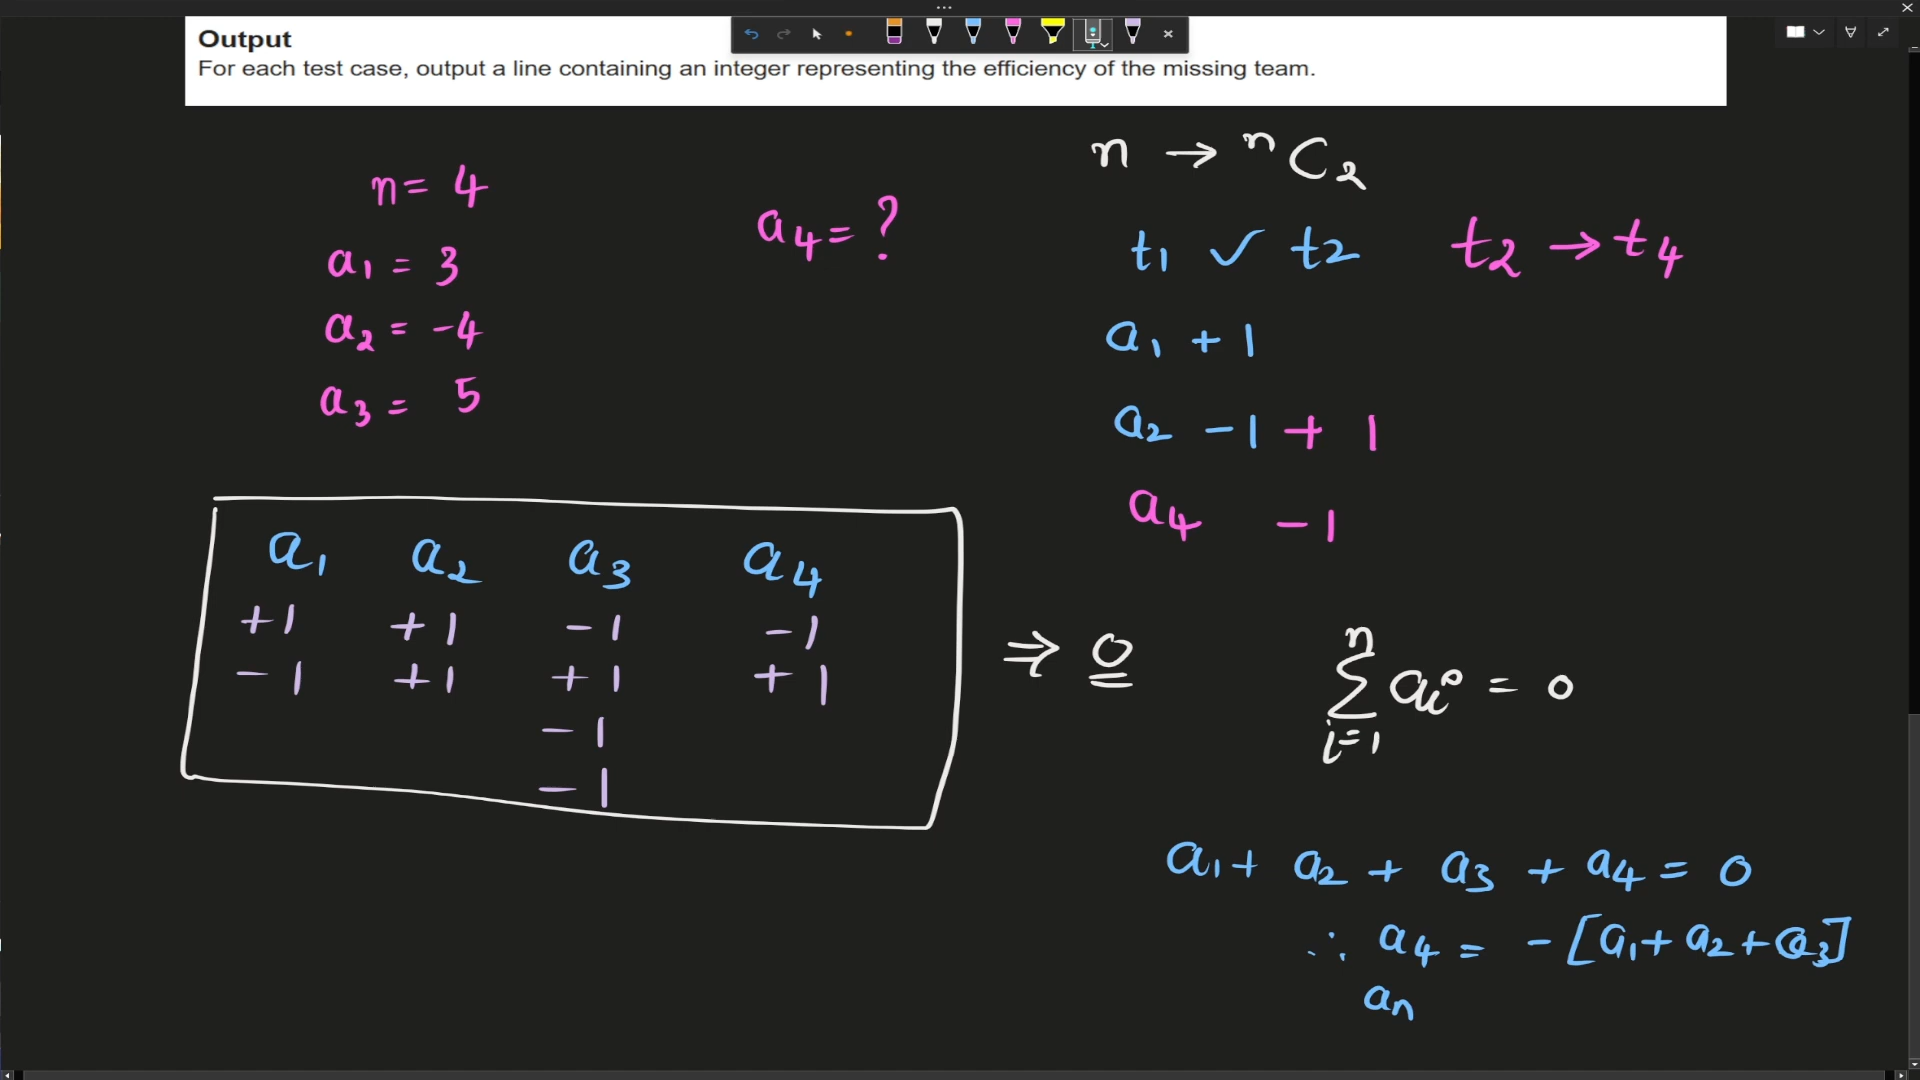 Output
For each test case, output a line containing an integer representing the efficiency of the missing team.
n = 4
a₁ = 3
a₂ = -4
a₃ = 5
a₄ = ?
n → ⁿC₂
t₁ ✓ t₂ t₂ → t₄
a₁ + 1
a₂ - 1 + 1
a₄ - 1
a₁ a₂ a₃ a₄
+1 +1 -1 -1
-1 +1 +1 +1
-1
-1
⇒ 0
n
∑ aᵢ = 0
i=1
a₁ + a₂ + a₃ + a₄ = 0
∴ a₄ = - [a₁ + a₂ + a₃]
aₙ